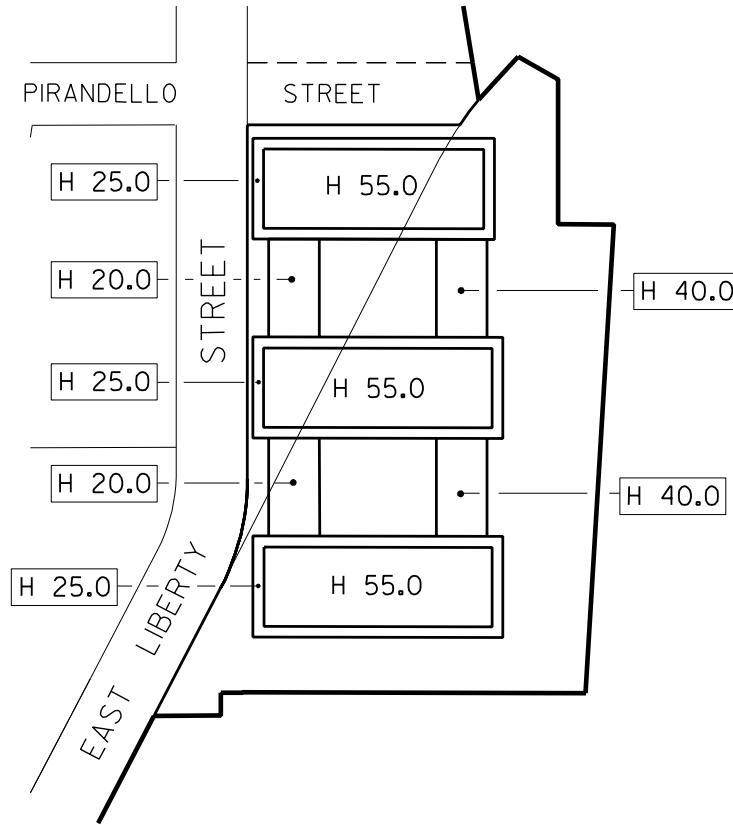 PIRANDELLO STREET
H 25.0
H 55.0
STREET
H 20.0
H 40.0
H 25.0
H 55.0
H 20.0
H 40.0
EAST LIBERTY
H 25.0
H 55.0